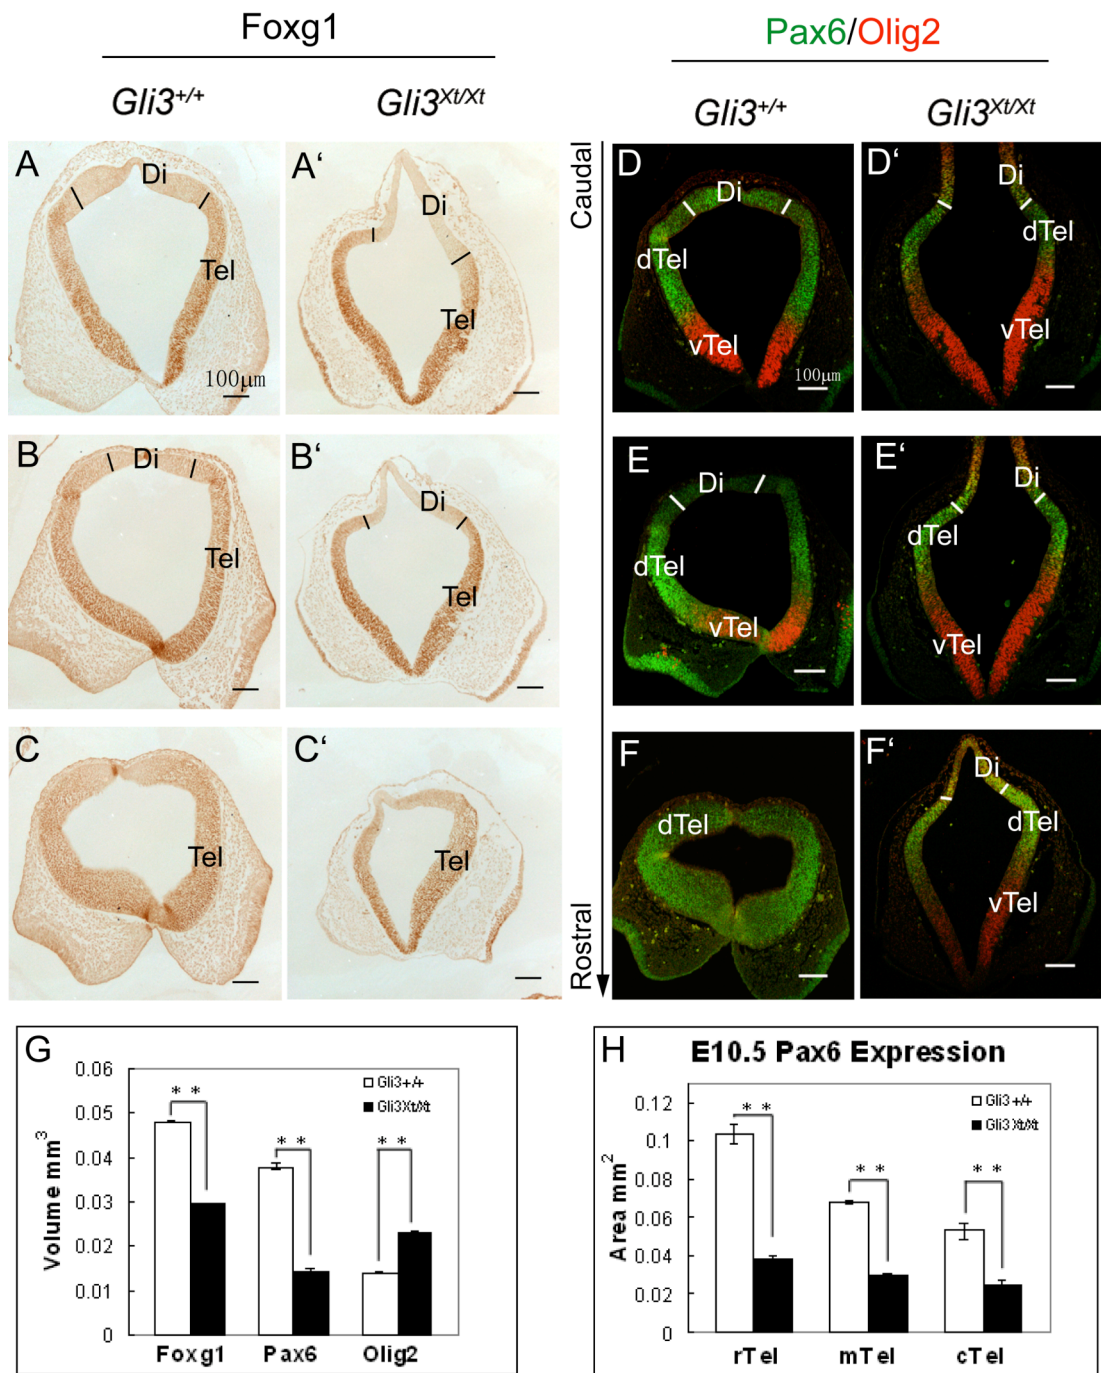 Foxg1
Pax6/Olig2
Gli3+/+
Gli3Xt/Xt
Gli3+/+
Gli3Xt/Xt
A
Di
Tel
100μm
A‘
Di
Tel
Caudal
D
Di
dTel
vTel
100μm
D‘
Di
dTel
vTel
B
Di
Tel
B‘
Di
Tel
E
Di
dTel
vTel
E‘
Di
dTel
vTel
C
Tel
C‘
Tel
Rostral
F
dTel
F‘
Di
dTel
vTel
G
Volume mm3
0.06
0.05
0.04
0.03
0.02
0.01
0
* *
* *
* *
Gli3+/+
Gli3Xt/Xt
Foxg1 Pax6 Olig2
H
E10.5 Pax6 Expression
Area mm2
0.12
0.1
0.08
0.06
0.04
0.02
0
* *
* *
* *
Gli3+/+
Gli3Xt/Xt
rTel mTel cTel